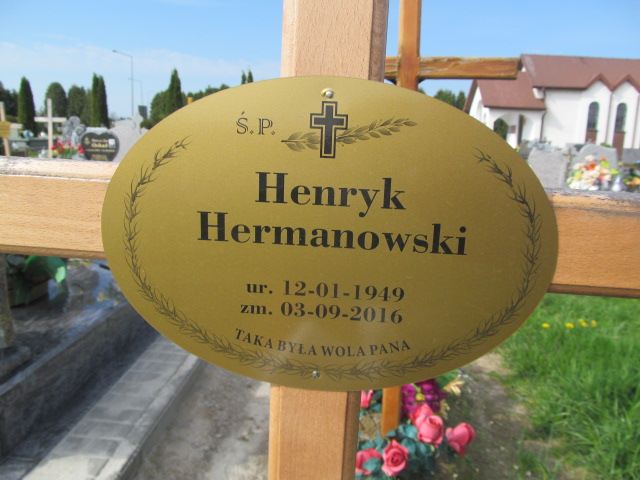 Ś.P.
Henryk
Hermanowski
ur. 12-01-1949
zm. 03-09-2016
TAKA BYŁA WOLA PANA